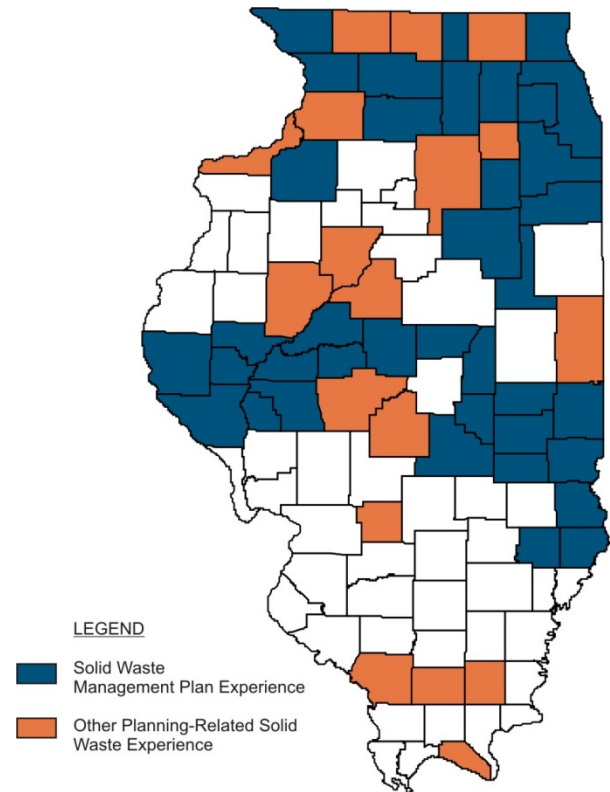 LEGEND
Solid Waste
Management Plan Experience
Other Planning-Related Solid
Waste Experience